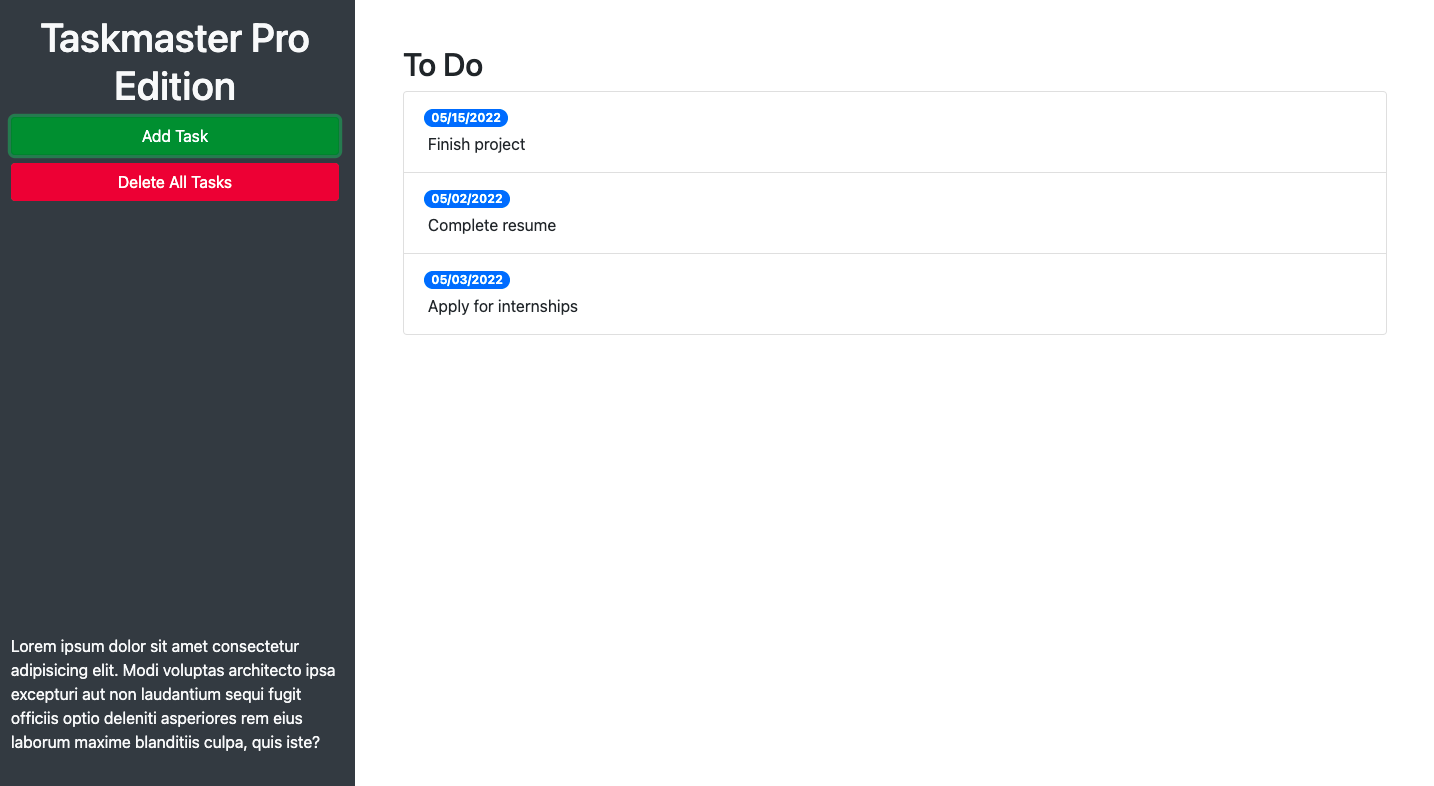 Taskmaster Pro
Edition
Add Task
Delete All Tasks
Lorem ipsum dolor sit amet consectetur
adipisicing elit. Modi voluptas architecto ipsa
excepturi aut non laudantium sequi fugit
officiis optio deleniti asperiores rem eius
laborum maxime blanditiis culpa, quis iste?
To Do
05/15/2022
Finish project
05/02/2022
Complete resume
05/03/2022
Apply for internships